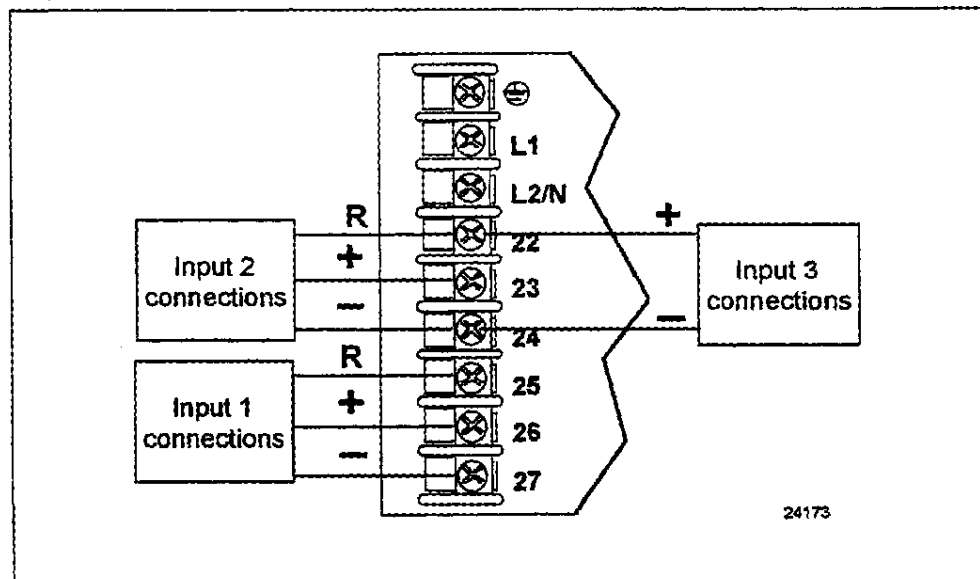 L1
L2/N
R
22
+
Input 2
connections
+
23
Input 3
connections
−
24
−
R
25
Input 1
connections
+
26
−
27
24173